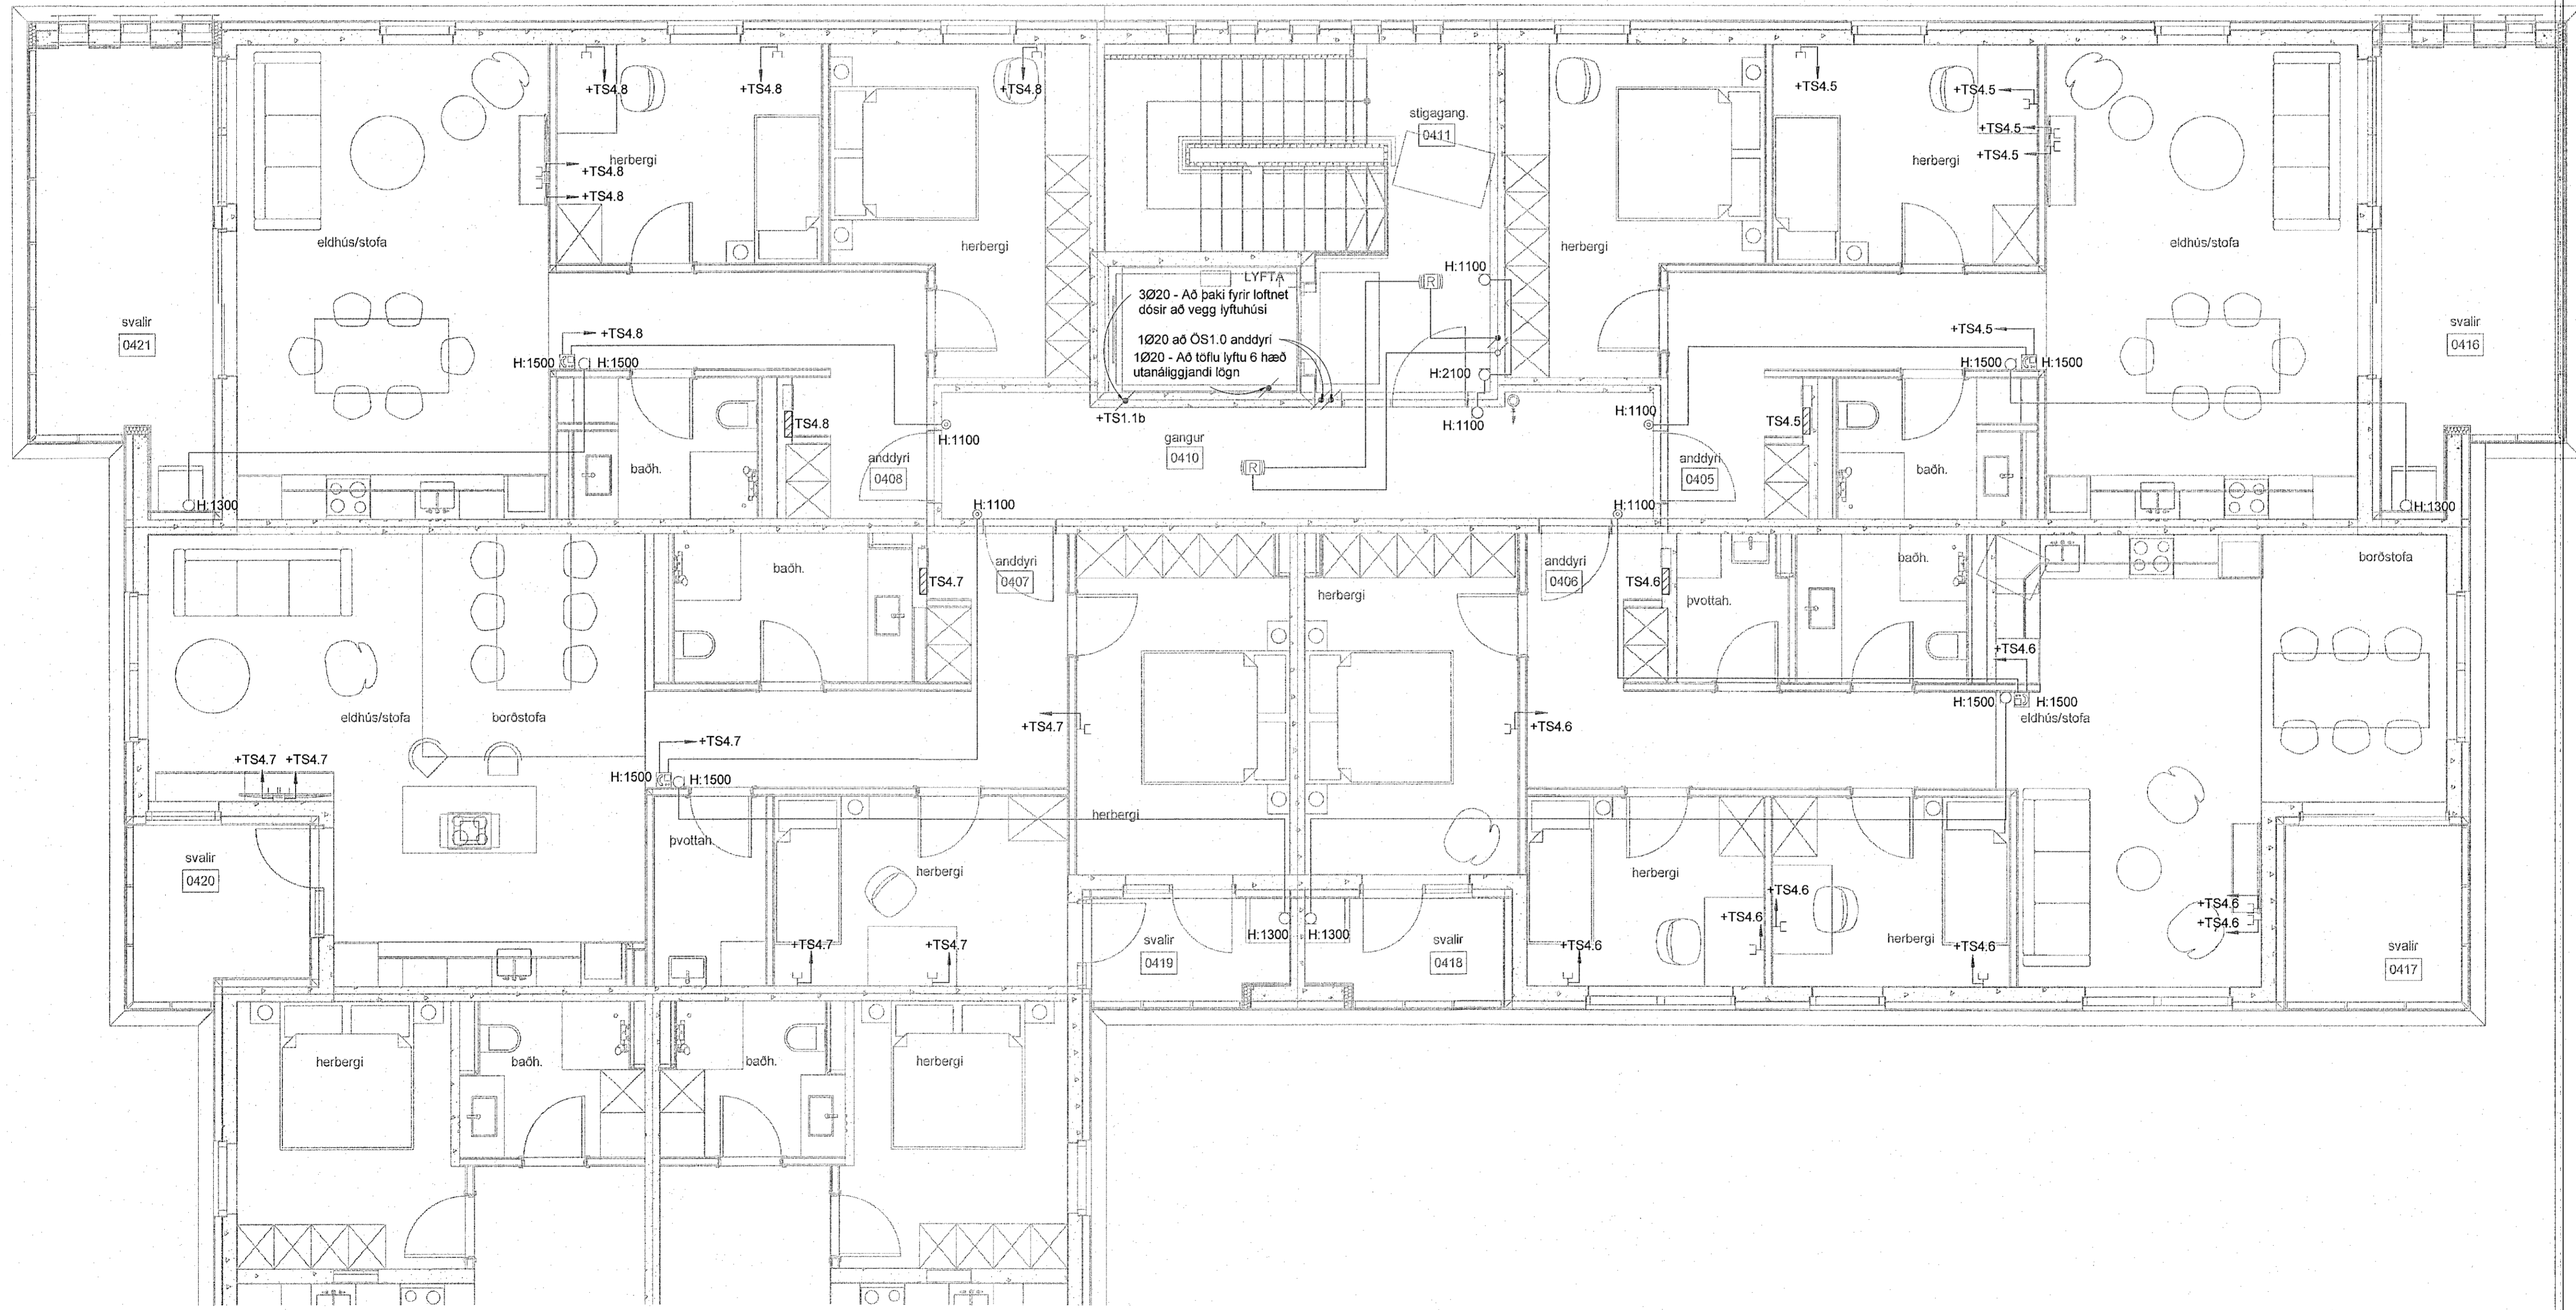 +TS4.8
+TS4.8
+TS4.8
+TS4.5
+TS4.5
stigagang.
0411
+TS4.5
+TS4.5
herbergi
+TS4.8
+TS4.8
herbergi
eldhús/stofa
herbergi
herbergi
eldhús/stofa
H:1100
LYFTA
3Ø20 - Að þaki fyrir loftnet
dósir að vegg lyftuhúsi
R
svalir
0421
+TS4.8
1Ø20 að ÖS1.0 anddyri
1Ø20 - Að töflu lyftu 6 hæð
utanáliggjandi lögn
+TS4.5
svalir
0416
H:1500
H:1500
H:2100
H:1500
H:1500
+TS1.1b
H:1100
H:1100
TS4.8
TS4.5
H:1100
gangur
0410
anddyri
0408
baðh.
R
anddyri
0405
baðh.
H:1300
H:1100
H:1100
H:1300
baðh.
TS4.7
anddyri
0407
anddyri
0406
TS4.6
baðh.
borðstofa
herbergi
þvottah.
+TS4.6
eldhús/stofa
borðstofa
+TS4.7
+TS4.6
H:1500
H:1500
eldhús/stofa
+TS4.7
+TS4.7
+TS4.7
H:1500
H:1500
herbergi
þvottah.
svalir
0420
herbergi
herbergi
+TS4.6
+TS4.6
+TS4.6
+TS4.6
+TS4.7
+TS4.7
H:1300
H:1300
svalir
0419
svalir
0418
+TS4.6
herbergi
+TS4.6
svalir
0417
herbergi
baðh.
baðh.
herbergi